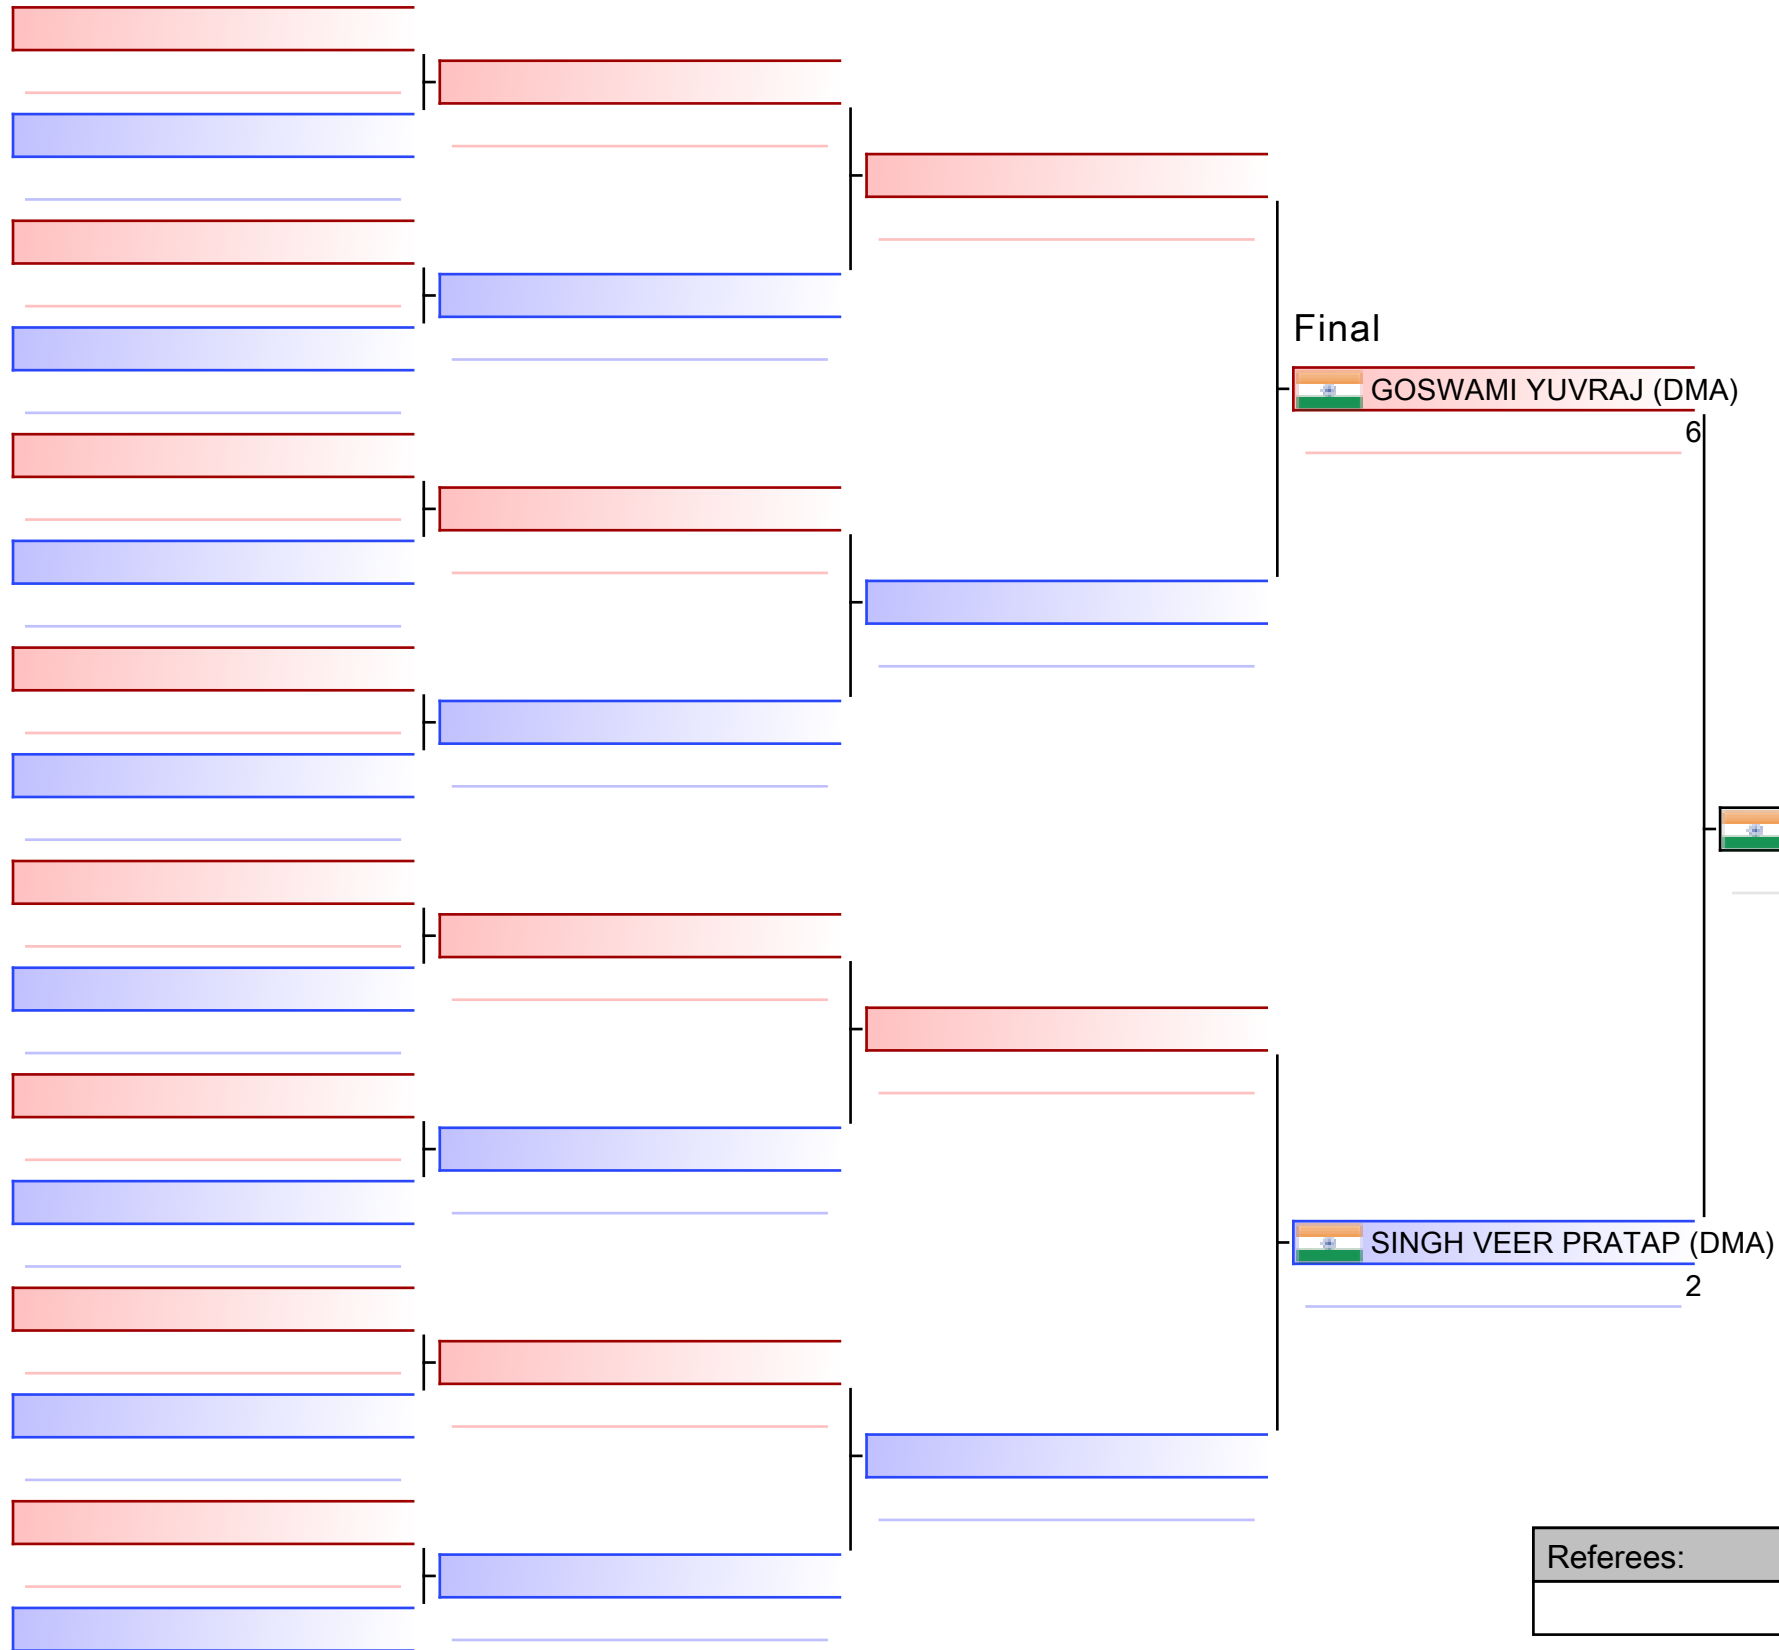 Final
GOSWAMI YUVRAJ (DMA)
6
SINGH VEER PRATAP (DMA)
2
Referees: